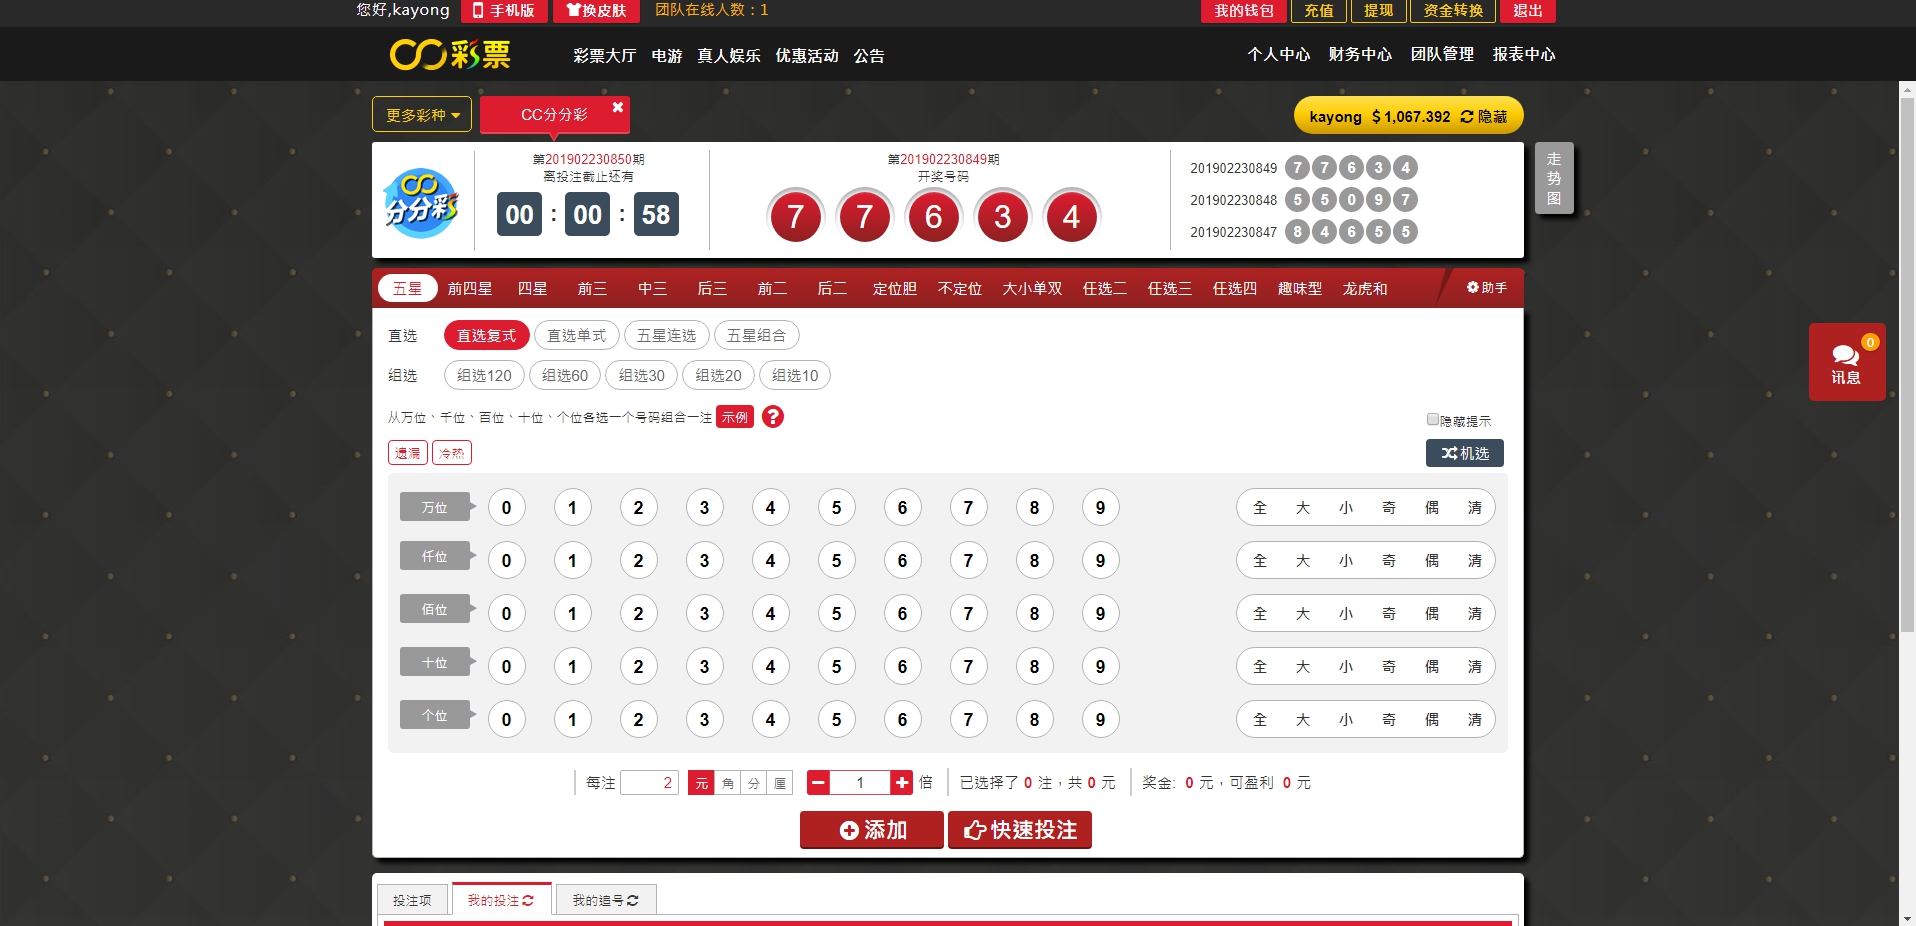 您好,kayong 手机版 换皮肤 团队在线人数：1 我的钱包 充值 提现 资金转换 退出
CC彩票 彩票大厅 电游 真人娱乐 优惠活动 公告 个人中心 财务中心 团队管理 报表中心
更多彩种 CC分分彩 kayong $1,067.392 隐藏
CC分分彩
第201902230850期
离投注截止还有
00 : 00 : 58
第201902230849期
开奖号码
7 7 6 3 4
201902230849 7 7 6 3 4
201902230848 5 5 0 9 7
201902230847 8 4 6 5 5
走势图
五星 前四星 四星 前三 中三 后三 前二 后二 定位胆 不定位 大小单双 任选二 任选三 任选四 趣味型 龙虎和 助手
直选 直选复式 直选单式 五星连选 五星组合
组选 组选120 组选60 组选30 组选20 组选10
从万位、千位、百位、十位、个位各选一个号码组合一注 示例 ? 隐藏提示
遗漏 冷热 机选
万位 0 1 2 3 4 5 6 7 8 9 全 大 小 奇 偶 清
仟位 0 1 2 3 4 5 6 7 8 9 全 大 小 奇 偶 清
佰位 0 1 2 3 4 5 6 7 8 9 全 大 小 奇 偶 清
十位 0 1 2 3 4 5 6 7 8 9 全 大 小 奇 偶 清
个位 0 1 2 3 4 5 6 7 8 9 全 大 小 奇 偶 清
每注 2 元 角 分 厘 1 倍 已选择了 0 注，共 0 元 奖金: 0 元，可盈利 0 元
添加 快速投注
投注项 我的投注 我的追号
0
讯息